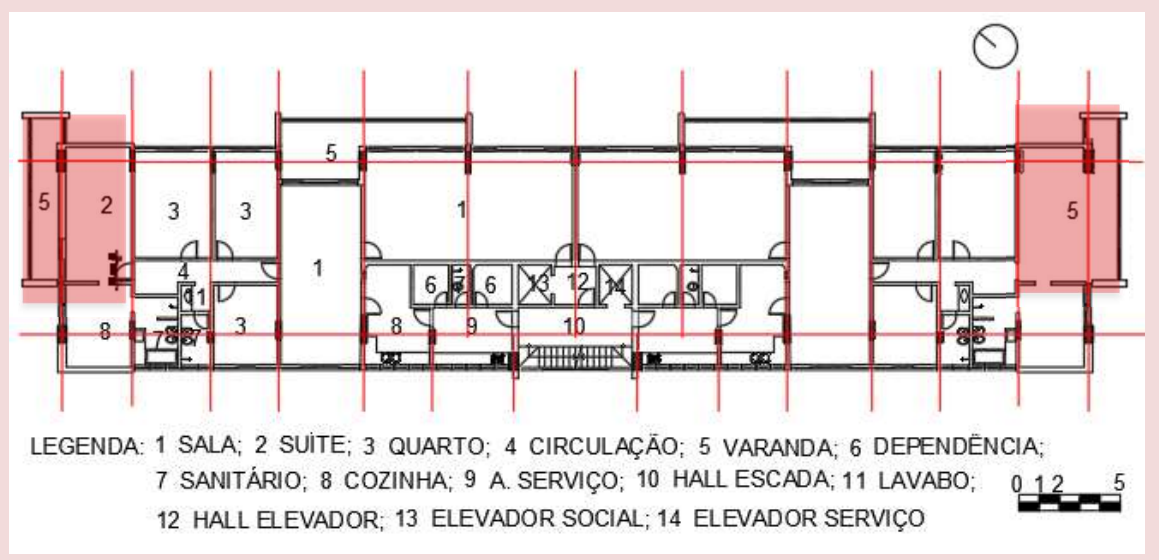 5
5 2 3 3 1 5
4 13 12 14
1 6 7 6
1 3 8 9 10
8 7 7
LEGENDA: 1 SALA; 2 SUÍTE; 3 QUARTO; 4 CIRCULAÇÃO; 5 VARANDA; 6 DEPENDÊNCIA;
7 SANITÁRIO; 8 COZINHA; 9 A. SERVIÇO; 10 HALL ESCADA; 11 LAVABO;
0 1 2 5
12 HALL ELEVADOR; 13 ELEVADOR SOCIAL; 14 ELEVADOR SERVIÇO